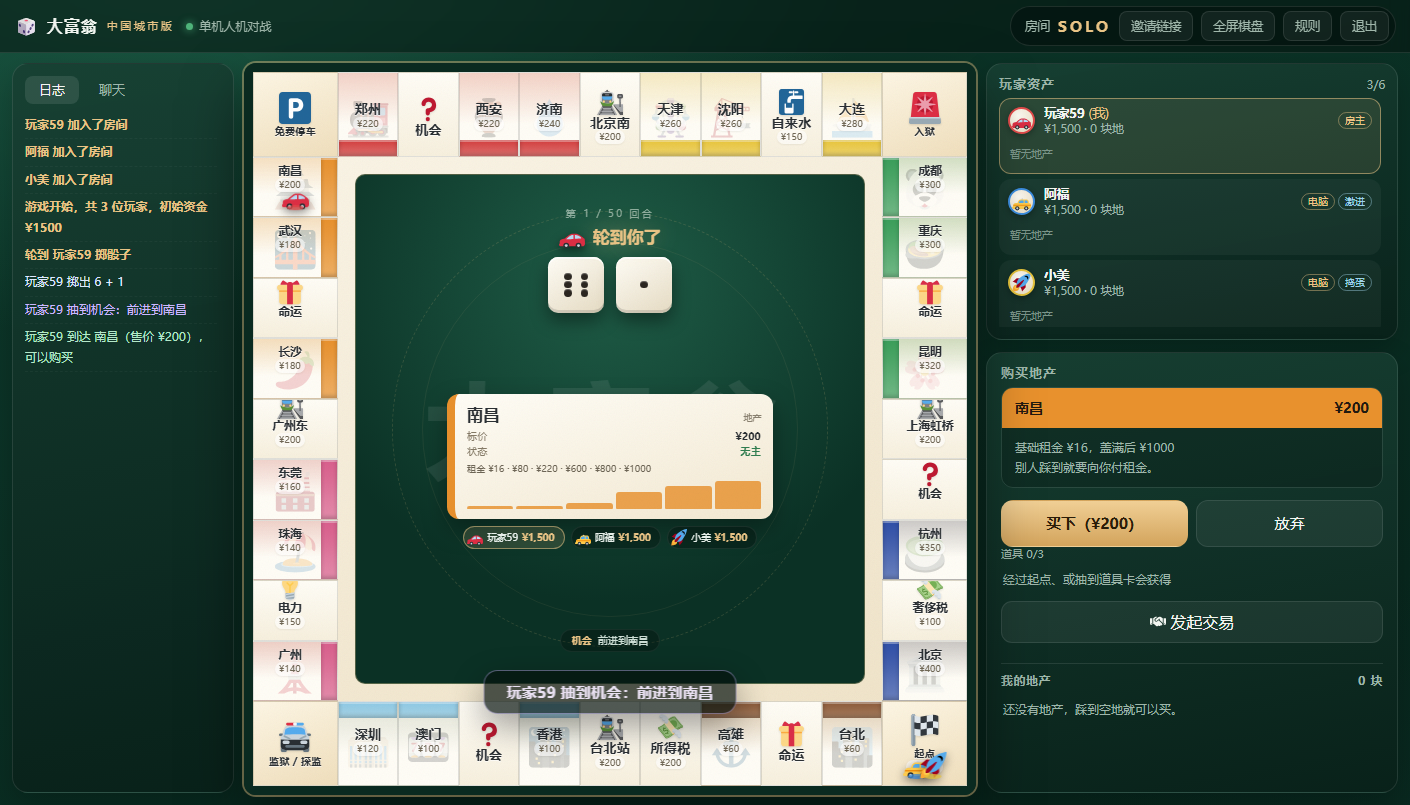 大富翁 中国城市版 单机人机对战
房间 SOLO 邀请链接 全屏棋盘 规则 退出
日志 聊天
玩家59 加入了房间
阿福 加入了房间
小美 加入了房间
游戏开始，共 3 位玩家，初始资金
¥1500
轮到 玩家59 掷骰子
玩家59 掷出 6 + 1
玩家59 抽到机会：前进到南昌
玩家59 到达 南昌（售价 ¥200），
可以购买
P
免费停车
郑州
¥220
?
机会
西安
¥220
济南
¥240
北京南
¥200
天津
¥260
沈阳
¥260
自来水
¥150
大连
¥280
入狱
南昌
¥200
武汉
¥180
命运
长沙
¥180
广州东
¥200
东莞
¥160
珠海
¥140
电力
¥150
广州
¥140
成都
¥300
重庆
¥300
命运
昆明
¥320
上海虹桥
¥200
?
机会
杭州
¥350
奢侈税
¥100
北京
¥400
监狱 / 探监
深圳
¥120
澳门
¥100
?
机会
香港
¥100
台北站
¥200
所得税
¥200
高雄
¥60
命运
台北
¥60
起点
第 1 / 50 回合
轮到你了
南昌 地产
标价 ¥200
状态 无主
租金 ¥16 · ¥80 · ¥220 · ¥600 · ¥800 · ¥1000
玩家59 ¥1,500 阿福 ¥1,500 小美 ¥1,500
机会 前进到南昌
玩家59 抽到机会：前进到南昌
玩家资产 3/6
玩家59 (我) 房主
¥1,500 · 0 块地
暂无地产
阿福 电脑 激进
¥1,500 · 0 块地
暂无地产
小美 电脑 捣蛋
¥1,500 · 0 块地
暂无地产
购买地产
南昌 ¥200
基础租金 ¥16，盖满后 ¥1000
别人踩到就要向你付租金。
买下（¥200） 放弃
道具 0/3
经过起点、或抽到道具卡会获得
发起交易
我的地产 0 块
还没有地产，踩到空地就可以买。